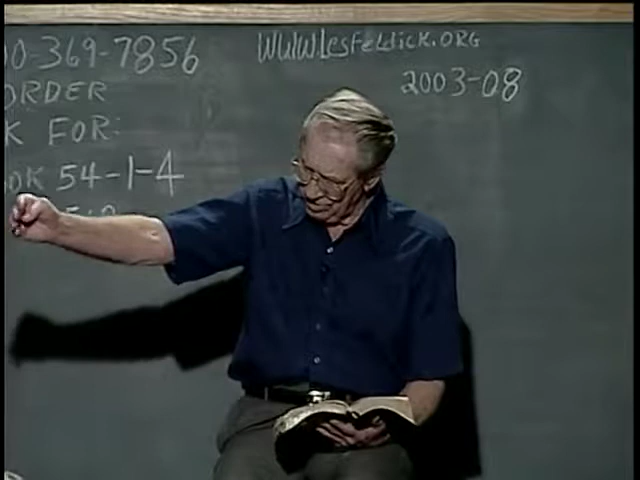 00-369-7856
WWW.Lesfeldick.ORG
ORDER
2003-08
K FOR:
OK 54-1-4